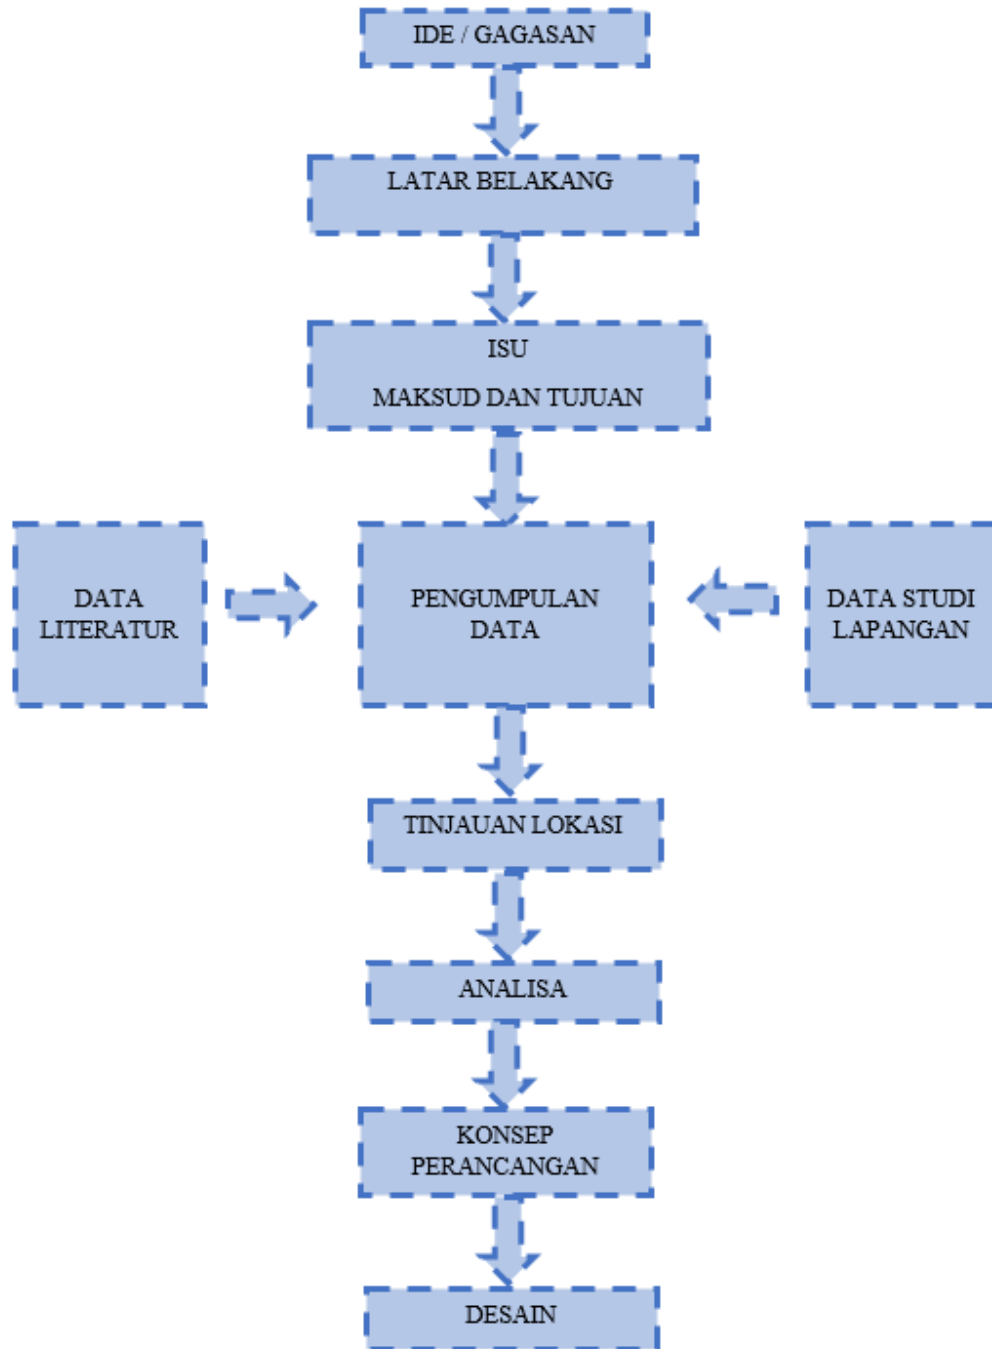 IDE / GAGASAN
LATAR BELAKANG
ISU
MAKSUD DAN TUJUAN
DATA
LITERATUR
PENGUMPULAN
DATA
DATA STUDI
LAPANGAN
TINJAUAN LOKASI
ANALISA
KONSEP
PERANCANGAN
DESAIN